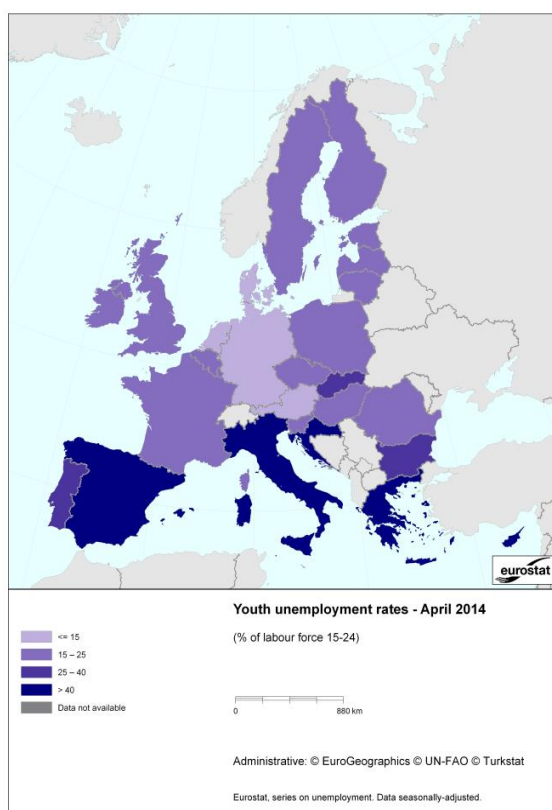 eurostat
Youth unemployment rates - April 2014
(% of labour force 15-24)
<= 15
15 – 25
25 – 40
> 40
Data not available
0 880 km
Administrative: © EuroGeographics © UN-FAO © Turkstat
Eurostat, series on unemployment. Data seasonally-adjusted.